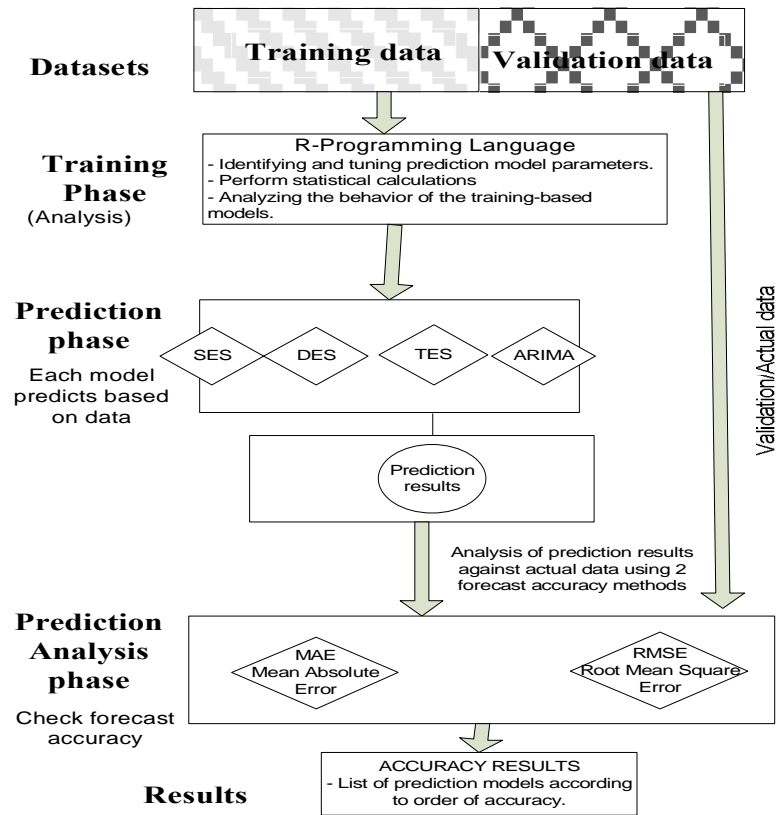 Datasets
Training data
Validation data
Training
Phase
(Analysis)
R-Programming Language
- Identifying and tuning prediction model parameters.
- Perform statistical calculations
- Analyzing the behavior of the training-based
models.
Prediction
phase
Each model
predicts based
on data
SES
DES
TES
ARIMA
Validation/Actual data
Prediction
results
Analysis of prediction results
against actual data using 2
forecast accuracy methods
Prediction
Analysis
phase
Check forecast
accuracy
MAE
Mean Absolute
Error
RMSE
Root Mean Square
Error
Results
ACCURACY RESULTS
- List of prediction models according
to order of accuracy.